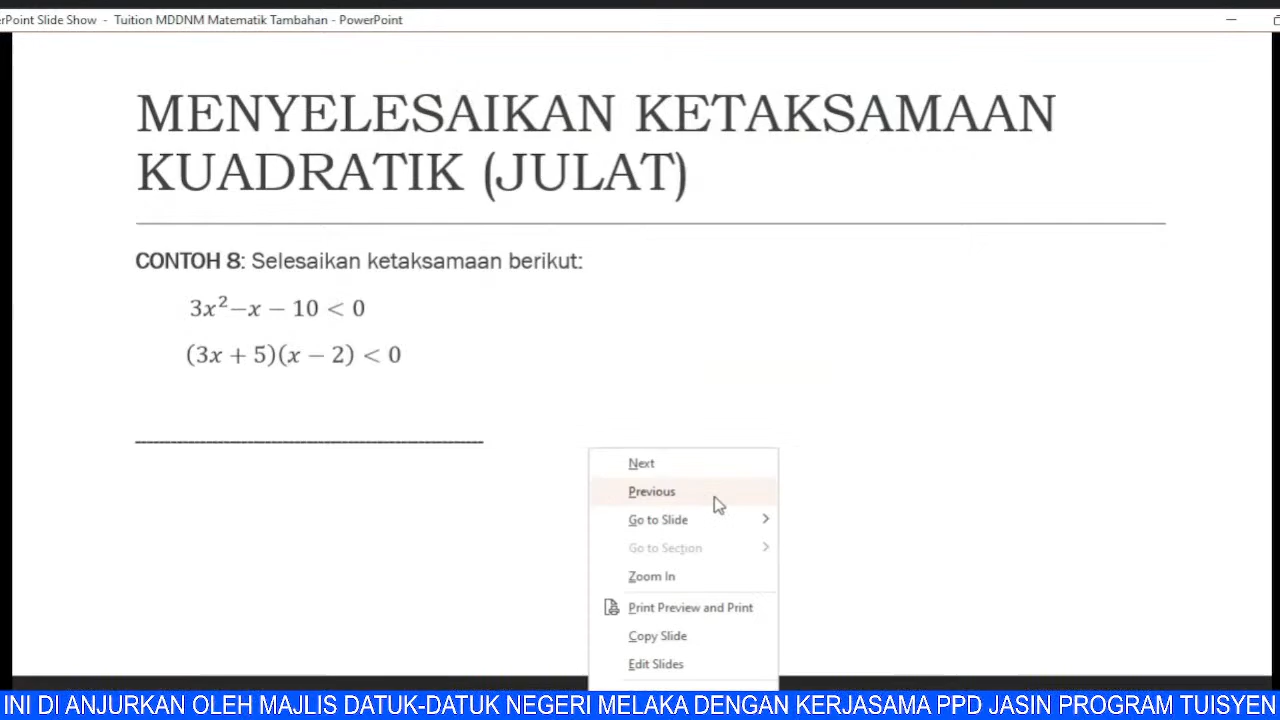 rPoint Slide Show - Tuition MDDNM Matematik Tambahan - PowerPoint
MENYELESAIKAN KETAKSAMAAN
KUADRATIK (JULAT)
CONTOH 8: Selesaikan ketaksamaan berikut:
3x²−x − 10 < 0
(3x + 5)(x − 2) < 0
Next
Previous
Go to Slide
Go to Section
Zoom In
Print Preview and Print
Copy Slide
Edit Slides
INI DI ANJURKAN OLEH MAJLIS DATUK-DATUK NEGERI MELAKA DENGAN KERJASAMA PPD JASIN PROGRAM TUISYEN